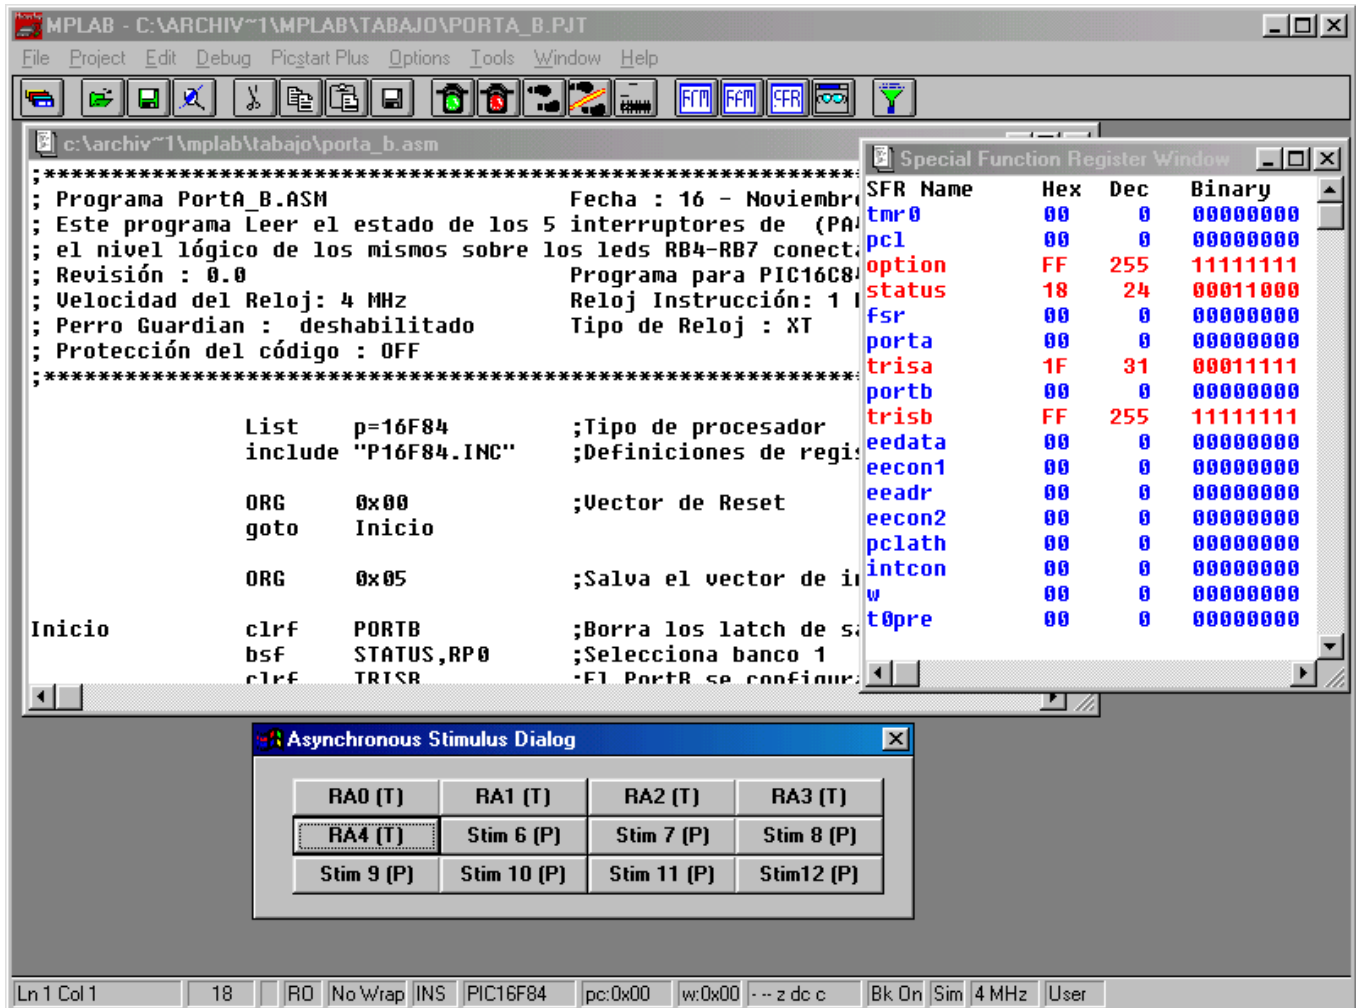 MPLAB - C:\ARCHIV~1\MPLAB\TABAJO\PORTA_B.PJT
File Project Edit Debug Picstart Plus Options Tools Window Help
c:\archiv~1\mplab\tabajo\porta_b.asm
;*************************************************************
; Programa PortA_B.ASM Fecha : 16 - Noviembre
; Este programa Leer el estado de los 5 interruptores de (PA
; el nivel lógico de los mismos sobre los leds RB4-RB7 conect
; Revisión : 0.0 Programa para PIC16C84
; Velocidad del Reloj: 4 MHz Reloj Instrucción: 1
; Perro Guardian : deshabilitado Tipo de Reloj : XT
; Protección del código : OFF
;*************************************************************
List p=16F84 ;Tipo de procesador
include "P16F84.INC" ;Definiciones de regis
ORG 0x00 ;Vector de Reset
goto Inicio
ORG 0x05 ;Salva el vector de in
Inicio clrf PORTB ;Borra los latch de sa
bsf STATUS,RP0 ;Selecciona banco 1
clrf TRISB ;El PortB se configura
Special Function Register Window
SFR Name Hex Dec Binary
tmr0 00 0 00000000
pcl 00 0 00000000
option FF 255 11111111
status 18 24 00011000
fsr 00 0 00000000
porta 00 0 00000000
trisa 1F 31 00011111
portb 00 0 00000000
trisb FF 255 11111111
eedata 00 0 00000000
eecon1 00 0 00000000
eeadr 00 0 00000000
eecon2 00 0 00000000
pclath 00 0 00000000
intcon 00 0 00000000
w 00 0 00000000
t0pre 00 0 00000000
Asynchronous Stimulus Dialog
RA0 (T) RA1 (T) RA2 (T) RA3 (T)
RA4 (T) Stim 6 (P) Stim 7 (P) Stim 8 (P)
Stim 9 (P) Stim 10 (P) Stim 11 (P) Stim12 (P)
Ln 1 Col 1 18 RO No Wrap INS PIC16F84 pc:0x00 w:0x00 - -- z dc c Bk On Sim 4 MHz User